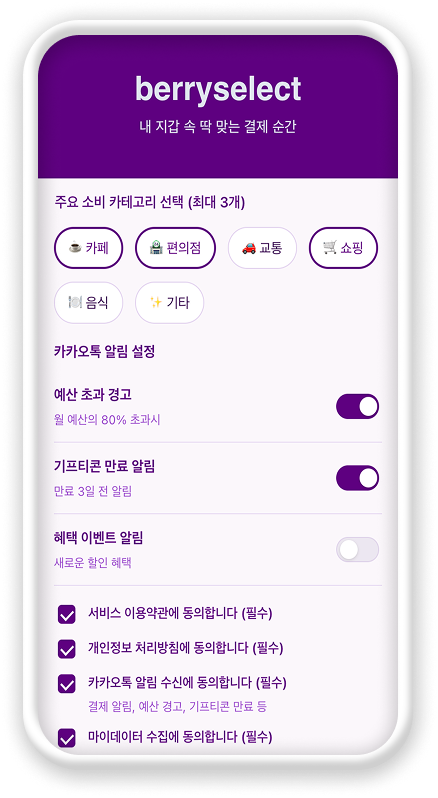 berryselect
내 지갑 속 딱 맞는 결제 순간
주요 소비 카테고리 선택 (최대 3개)
카페 편의점 교통 쇼핑
음식 기타
카카오톡 알림 설정
예산 초과 경고
월 예산의 80% 초과시
기프티콘 만료 알림
만료 3일 전 알림
혜택 이벤트 알림
새로운 할인 혜택
서비스 이용약관에 동의합니다 (필수)
개인정보 처리방침에 동의합니다 (필수)
카카오톡 알림 수신에 동의합니다 (필수)
결제 알림, 예산 경고, 기프티콘 만료 등
마이데이터 수집에 동의합니다 (필수)